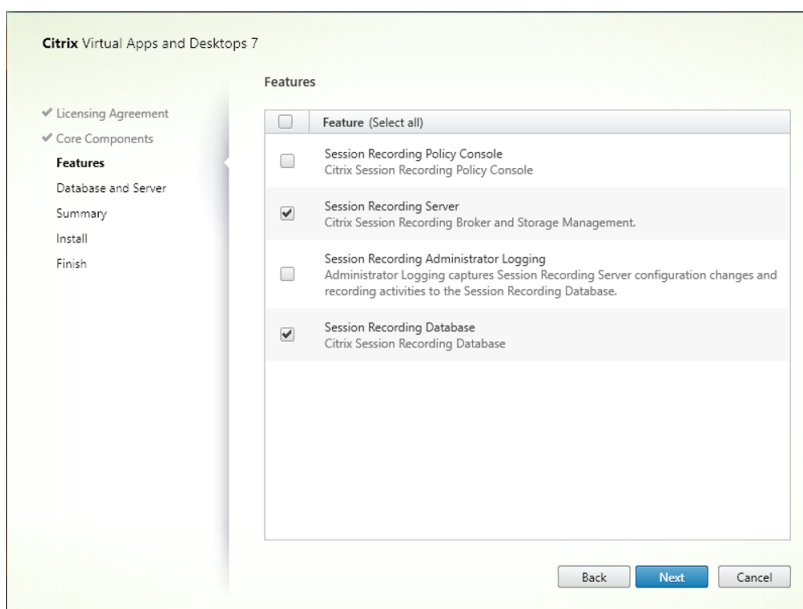 Citrix Virtual Apps and Desktops 7
Features
Licensing Agreement
Core Components
Features
Database and Server
Summary
Install
Finish
Feature (Select all)
Session Recording Policy Console
Citrix Session Recording Policy Console
Session Recording Server
Citrix Session Recording Broker and Storage Management.
Session Recording Administrator Logging
Administrator Logging captures Session Recording Server configuration changes and
recording activities to the Session Recording Database.
Session Recording Database
Citrix Session Recording Database
Back
Next
Cancel